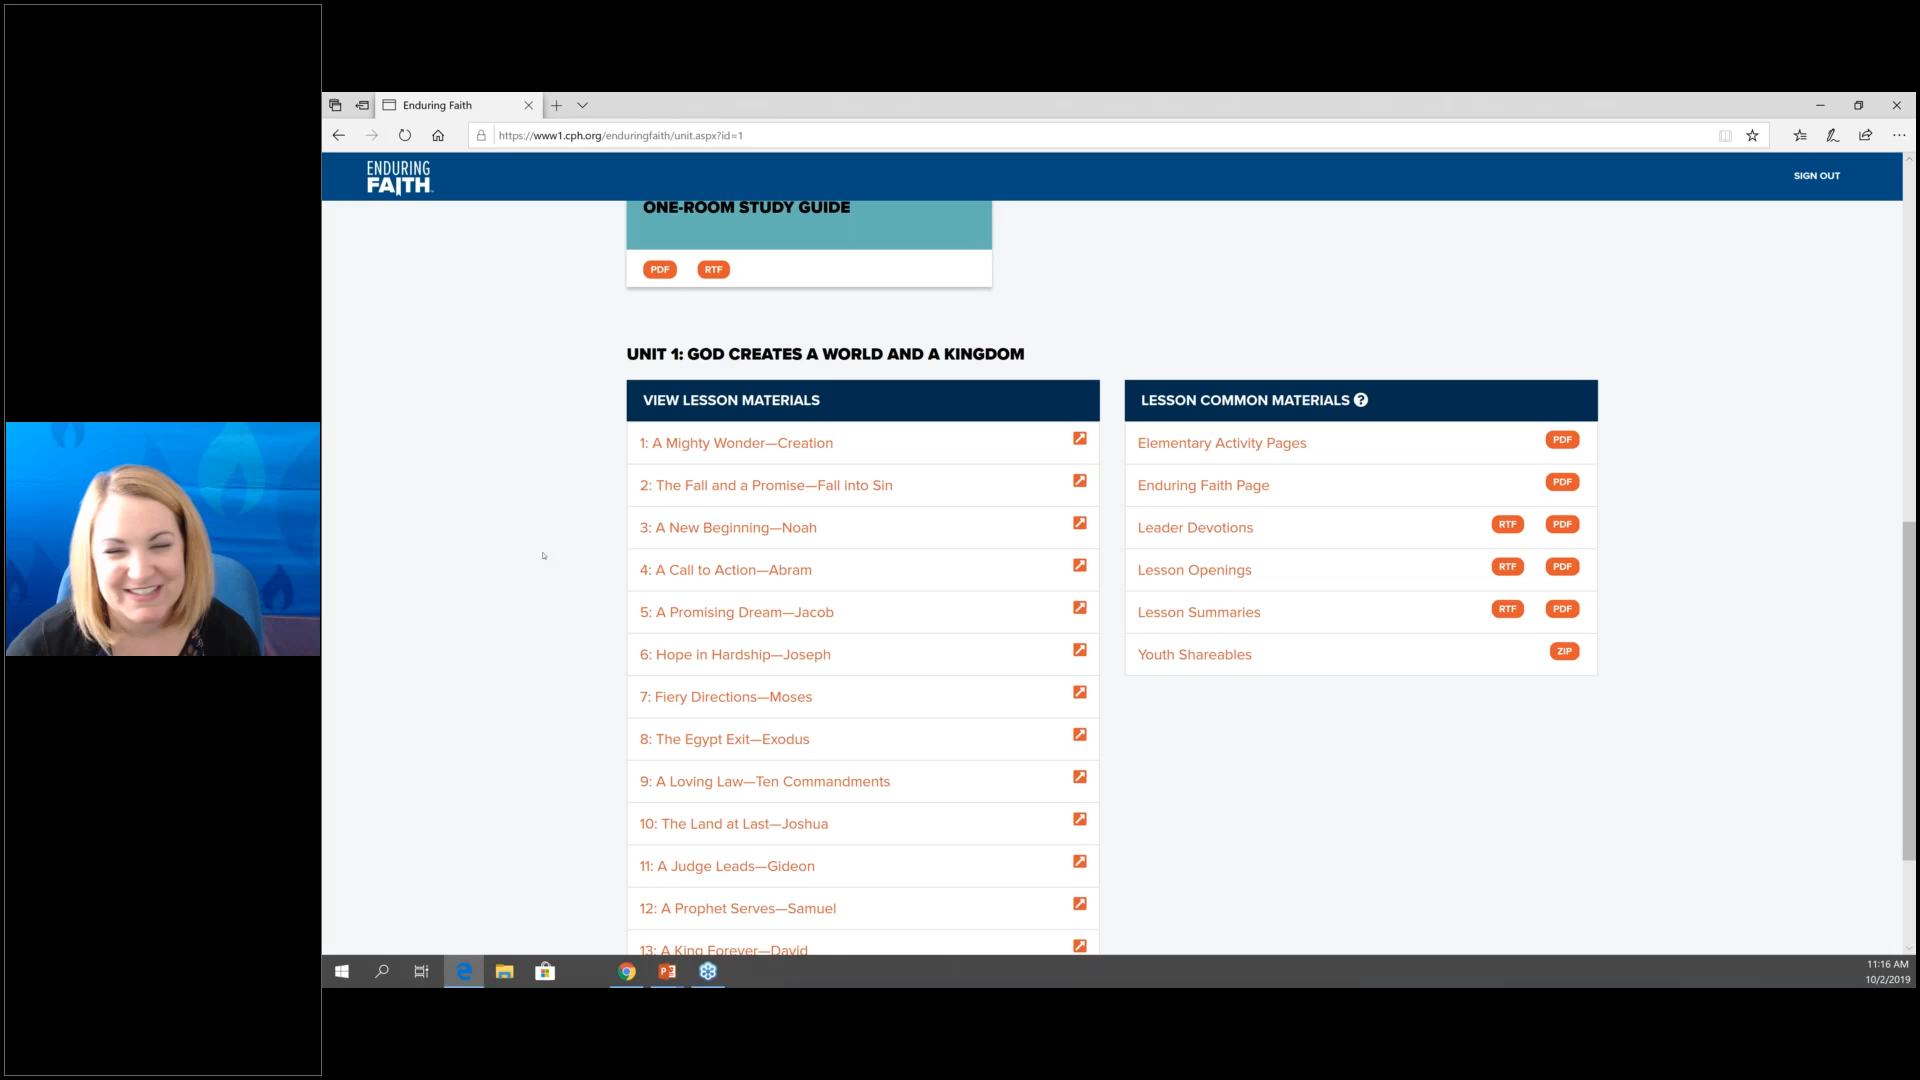 Enduring Faith
https://www1.cph.org/enduringfaith/unit.aspx?id=1
ENDURING
FAITH
SIGN OUT
ONE-ROOM STUDY GUIDE
PDF RTF
UNIT 1: GOD CREATES A WORLD AND A KINGDOM
VIEW LESSON MATERIALS
1: A Mighty Wonder—Creation
2: The Fall and a Promise—Fall into Sin
3: A New Beginning—Noah
4: A Call to Action—Abram
5: A Promising Dream—Jacob
6: Hope in Hardship—Joseph
7: Fiery Directions—Moses
8: The Egypt Exit—Exodus
9: A Loving Law—Ten Commandments
10: The Land at Last—Joshua
11: A Judge Leads—Gideon
12: A Prophet Serves—Samuel
13: A King Forever—David
LESSON COMMON MATERIALS ?
Elementary Activity Pages PDF
Enduring Faith Page PDF
Leader Devotions RTF PDF
Lesson Openings RTF PDF
Lesson Summaries RTF PDF
Youth Shareables ZIP
11:16 AM
10/2/2019